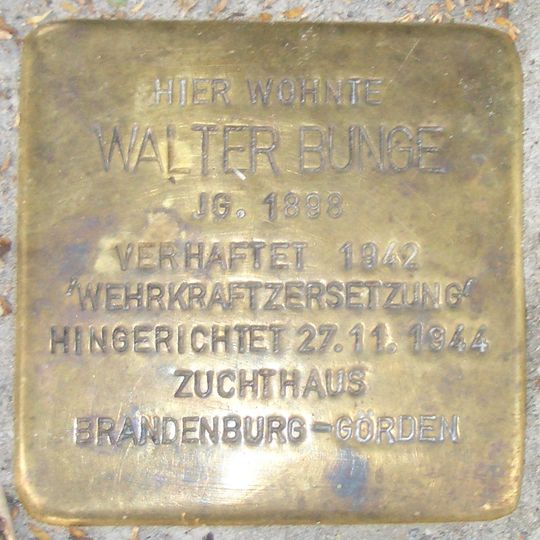 HIER WOHNTE
WALTER BUNGE
JG. 1898
VERHAFTET 1942
'WEHRKRAFTZERSETZUNG'
HINGERICHTET 27.11.1944
ZUCHTHAUS
BRANDENBURG-GÖRDEN